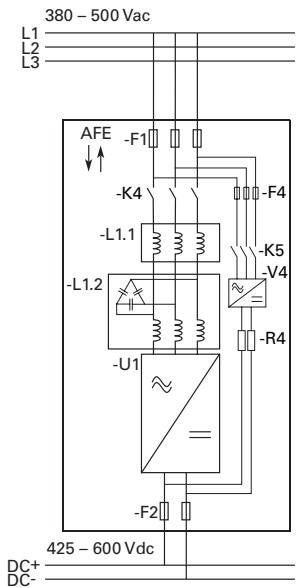 380 – 500 Vac
L1
L2
L3
AFE
-F1
-F4
-K4
-K5
-L1.1
-V4
-L1.2
-R4
-U1
-F2
425 – 600 Vdc
DC+
DC-